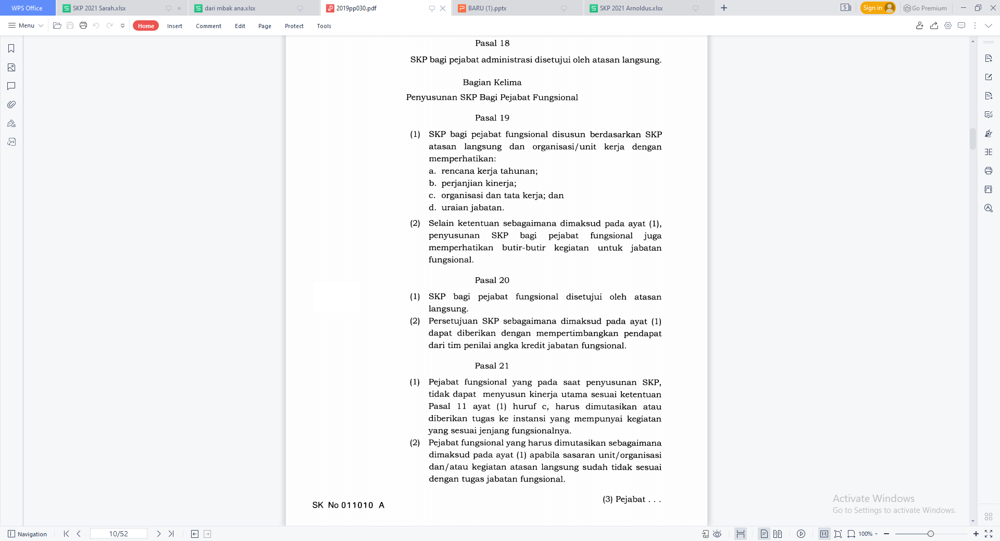 WPS Office
SKP 2021 Sarah.xlsx
dari mbak ana.xlsx
2019pp030.pdf
BARU (1).pptx
SKP 2021 Arnoldus.xlsx
5
Sign in
Go Premium
Menu
Home
Insert
Comment
Edit
Page
Protect
Tools
Pasal 18
SKP bagi pejabat administrasi disetujui oleh atasan langsung.
Bagian Kelima
Penyusunan SKP Bagi Pejabat Fungsional
Pasal 19
(1) SKP bagi pejabat fungsional disusun berdasarkan SKP
atasan langsung dan organisasi/unit kerja dengan
memperhatikan:
a. rencana kerja tahunan;
b. perjanjian kinerja;
c. organisasi dan tata kerja; dan
d. uraian jabatan.
(2) Selain ketentuan sebagaimana dimaksud pada ayat (1),
penyusunan SKP bagi pejabat fungsional juga
memperhatikan butir-butir kegiatan untuk jabatan
fungsional.
Pasal 20
(1) SKP bagi pejabat fungsional disetujui oleh atasan
langsung.
(2) Persetujuan SKP sebagaimana dimaksud pada ayat (1)
dapat diberikan dengan mempertimbangkan pendapat
dari tim penilai angka kredit jabatan fungsional.
Pasal 21
(1) Pejabat fungsional yang pada saat penyusunan SKP,
tidak dapat menyusun kinerja utama sesuai ketentuan
Pasal 11 ayat (1) huruf c, harus dimutasikan atau
diberikan tugas ke instansi yang mempunyai kegiatan
yang sesuai jenjang fungsionalnya.
(2) Pejabat fungsional yang harus dimutasikan sebagaimana
dimaksud pada ayat (1) apabila sasaran unit/organisasi
dan/atau kegiatan atasan langsung sudah tidak sesuai
dengan tugas jabatan fungsional.
(3) Pejabat . . .
SK No 011010 A
Activate Windows
Go to Settings to activate Windows.
Navigation
10/52
1:1
100%